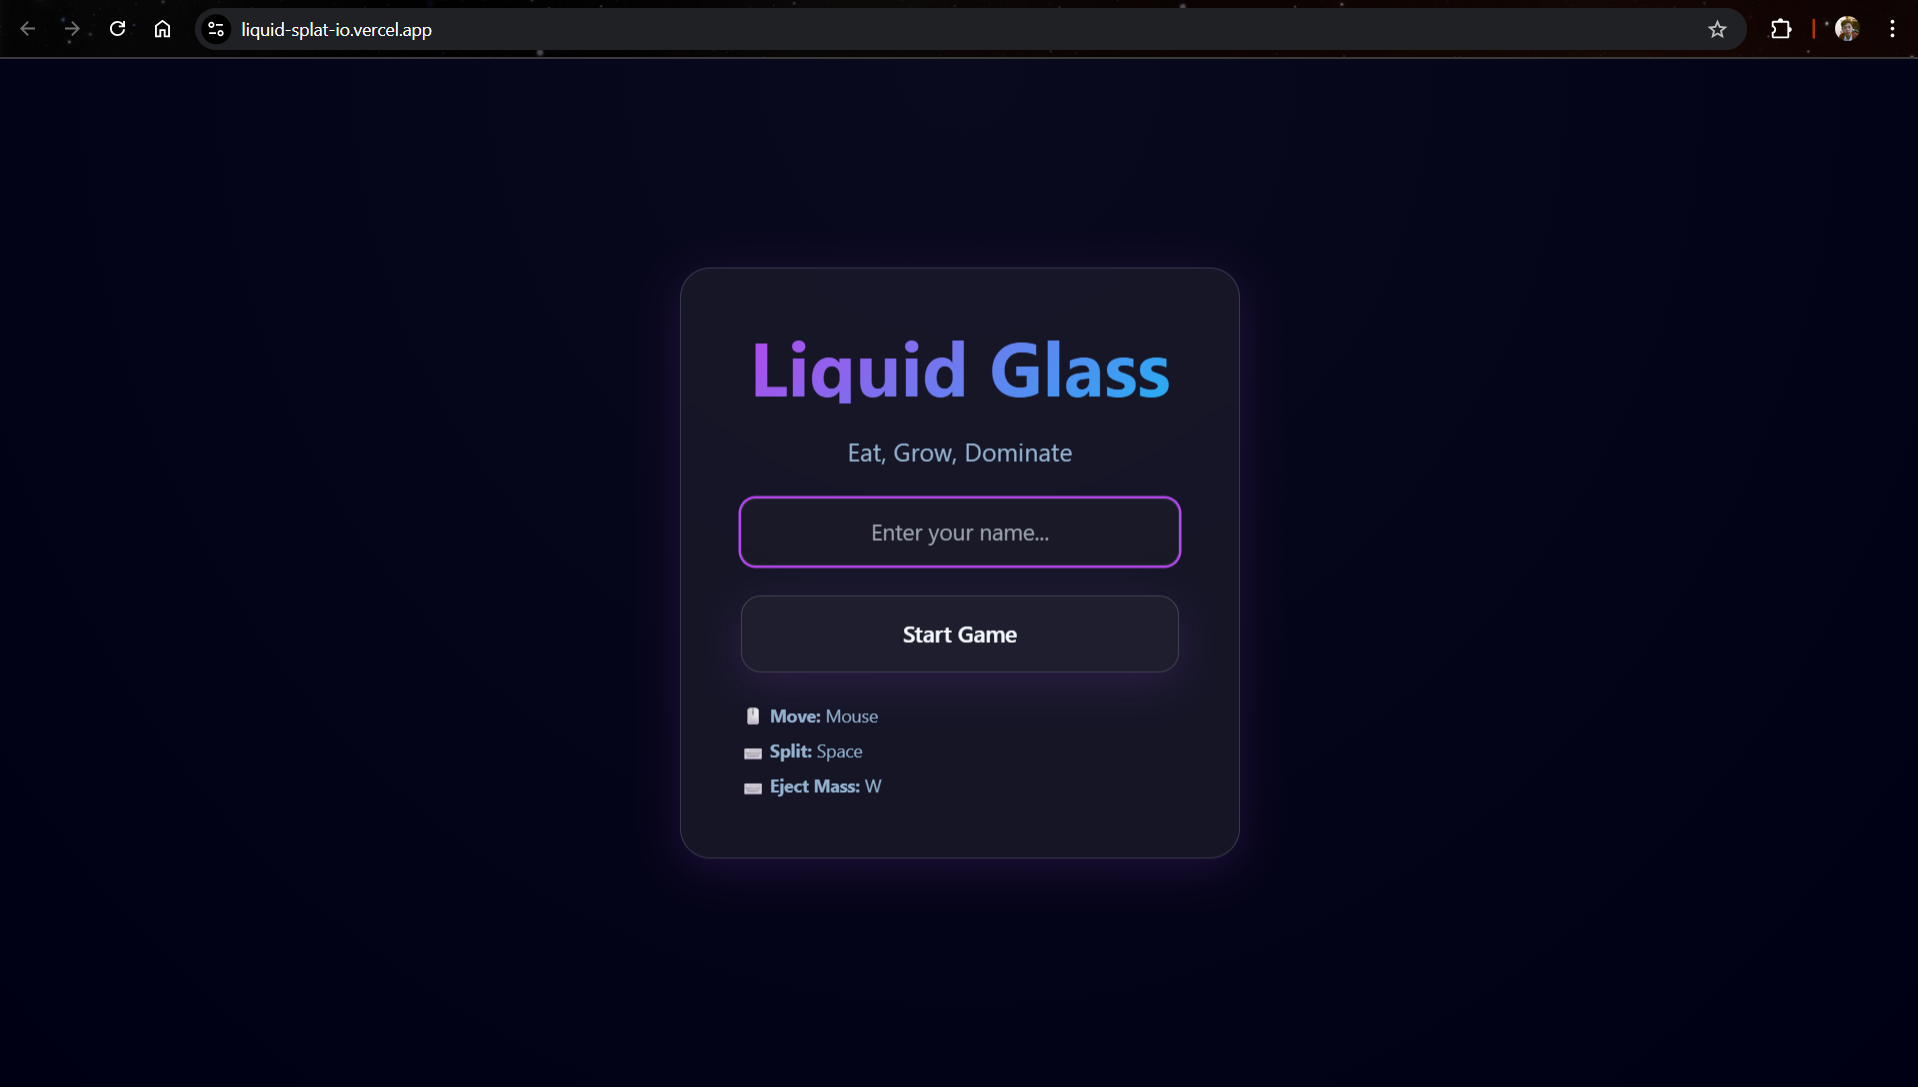 liquid-splat-io.vercel.app
Liquid Glass
Eat, Grow, Dominate
Enter your name...
Start Game
Move: Mouse
Split: Space
Eject Mass: W